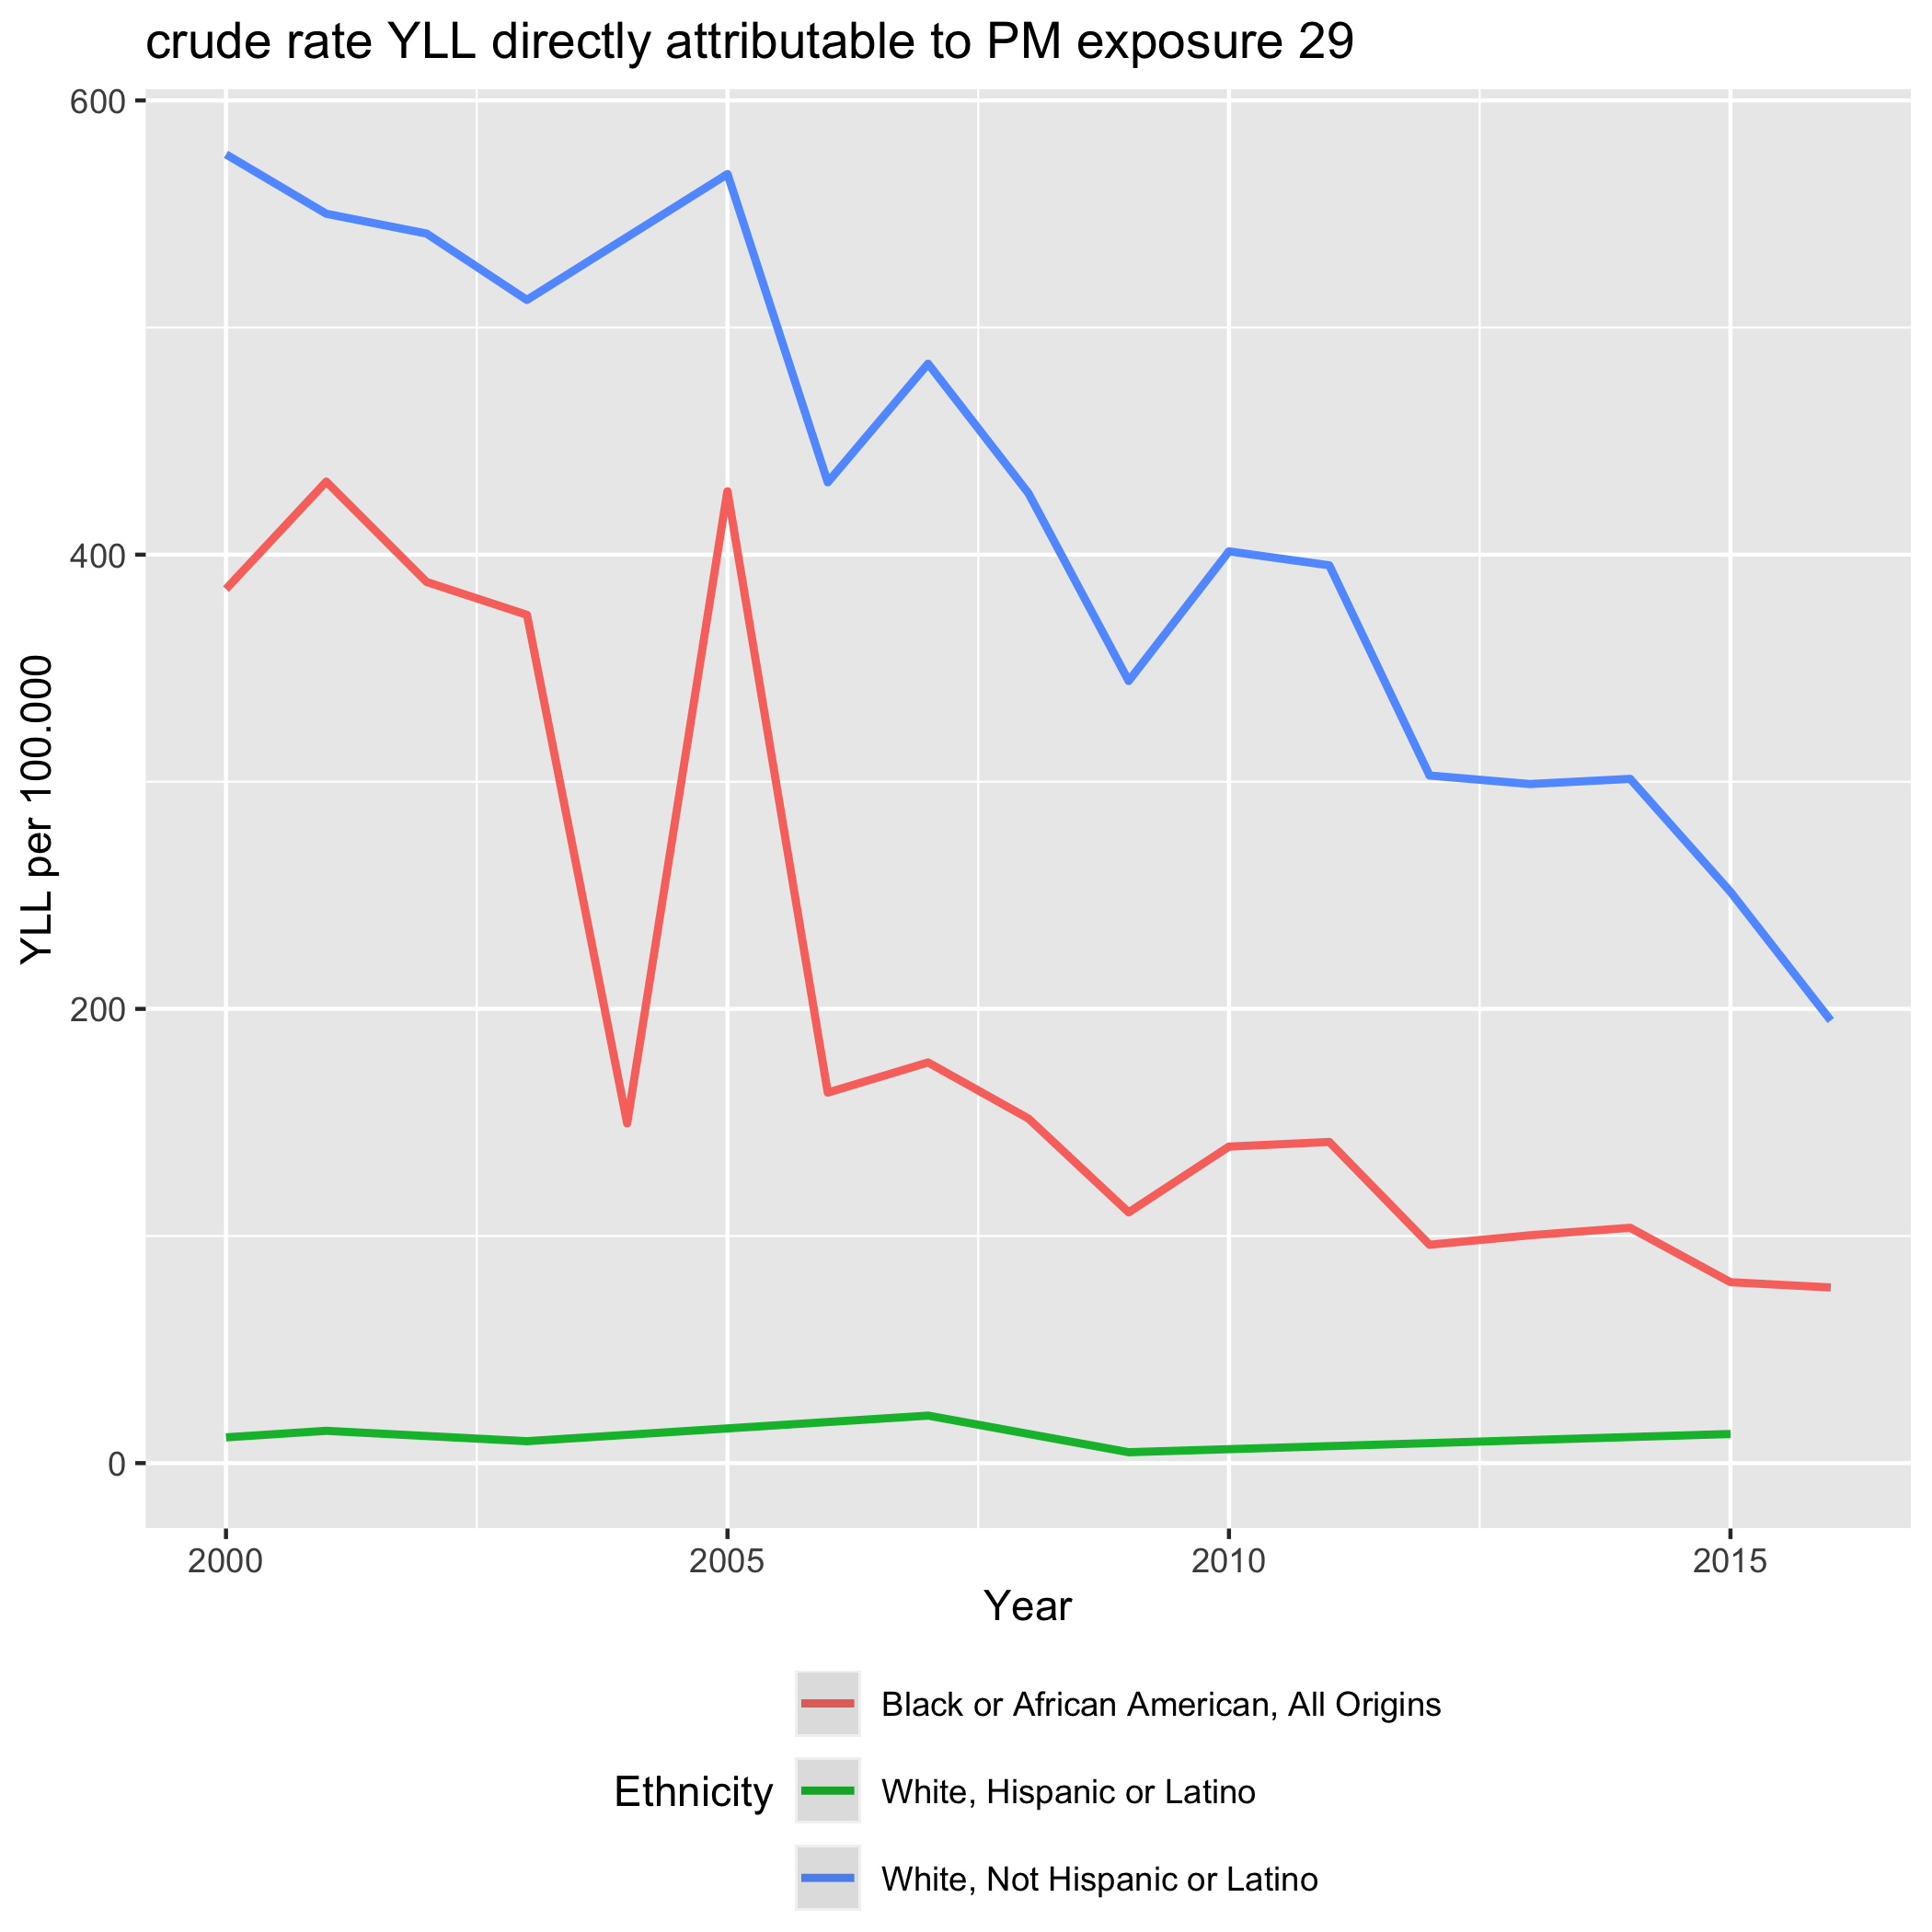 crude rate YLL directly attributable to PM exposure 29
600
400
200
0
YLL per 100.000
2000
2005
2010
2015
Year
Ethnicity
Black or African American, All Origins
White, Hispanic or Latino
White, Not Hispanic or Latino